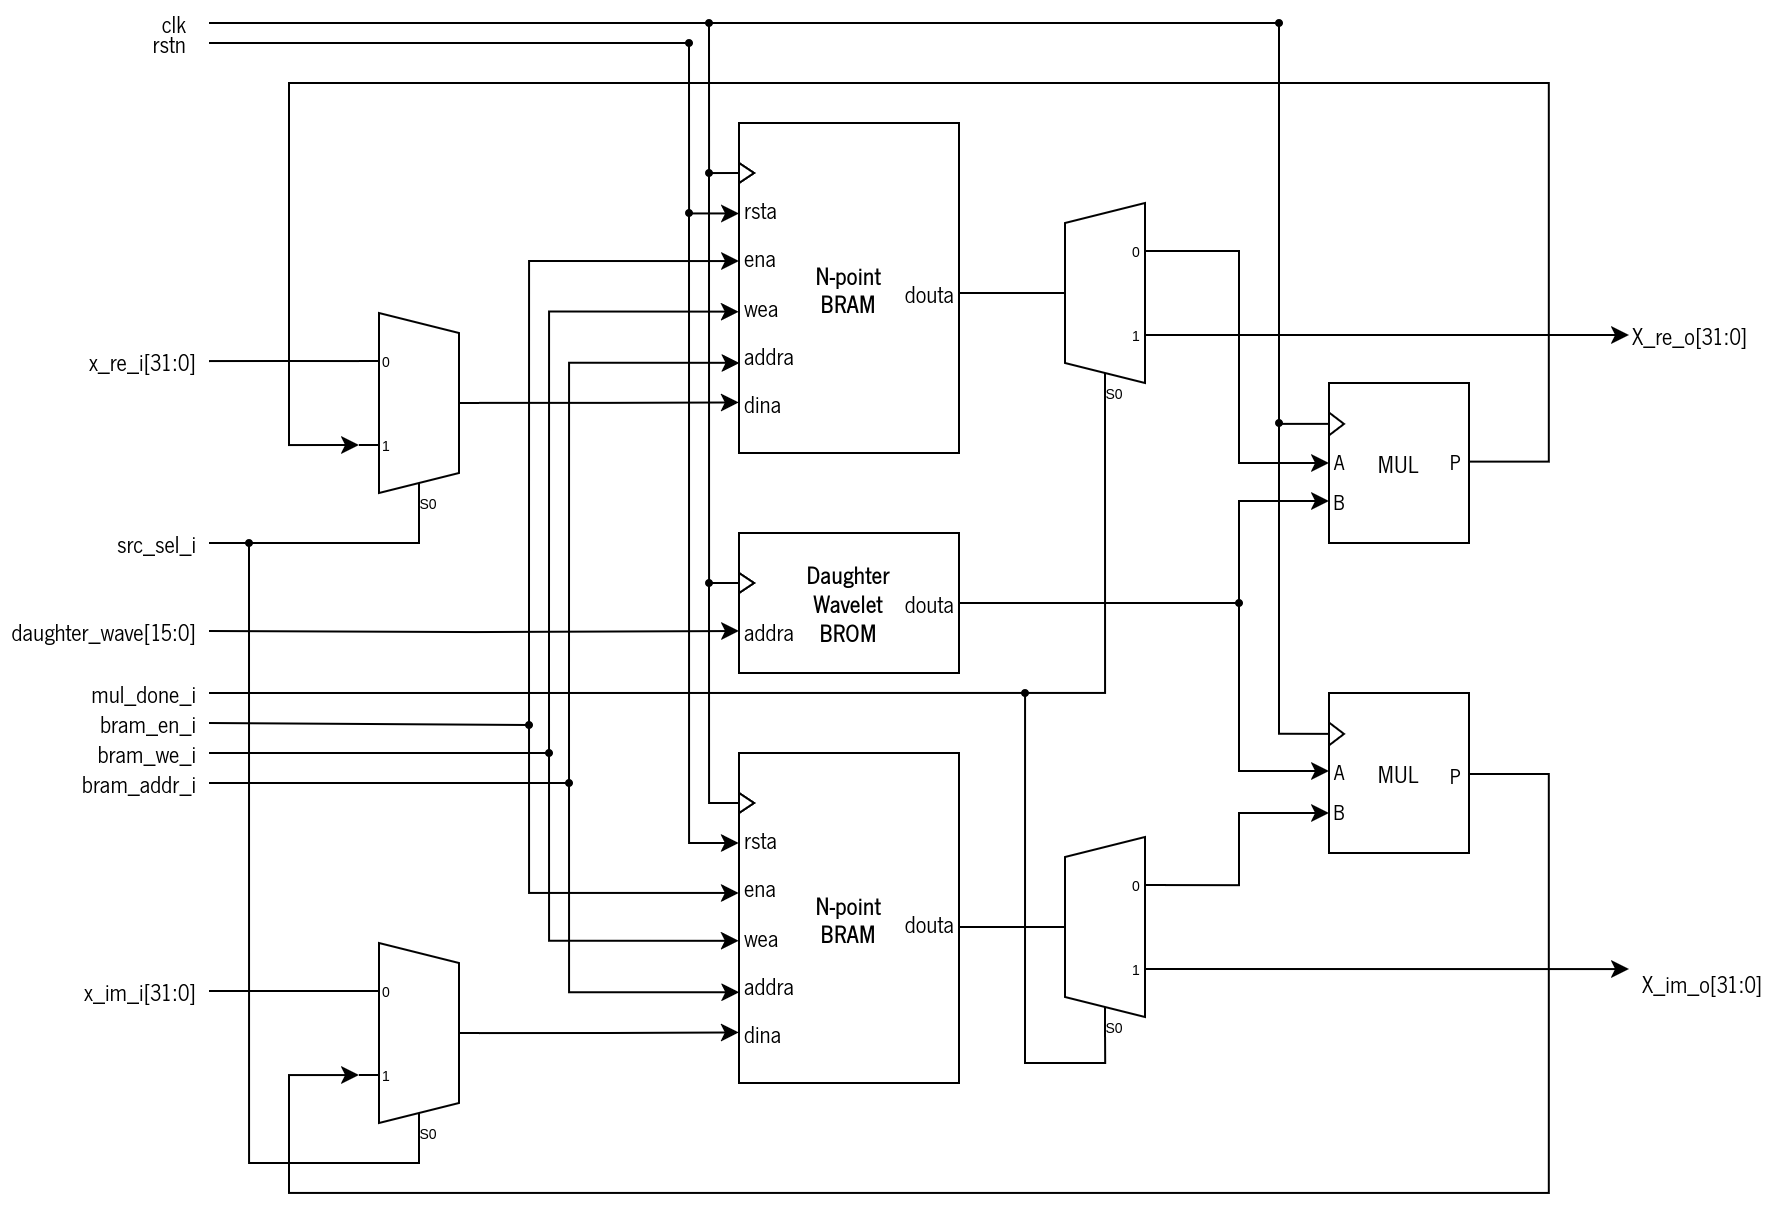 clk
rstn
x_re_i[31:0]
0
1
S0
src_sel_i
daughter_wave[15:0]
mul_done_i
bram_en_i
bram_we_i
bram_addr_i
x_im_i[31:0]
0
1
S0
rsta
ena
wea
addra
dina
N-point
BRAM
douta
addra
Daughter
Wavelet
BROM
douta
rsta
ena
wea
addra
dina
N-point
BRAM
douta
0
1
S0
0
1
S0
A
B
MUL
P
A
B
MUL
P
X_re_o[31:0]
X_im_o[31:0]